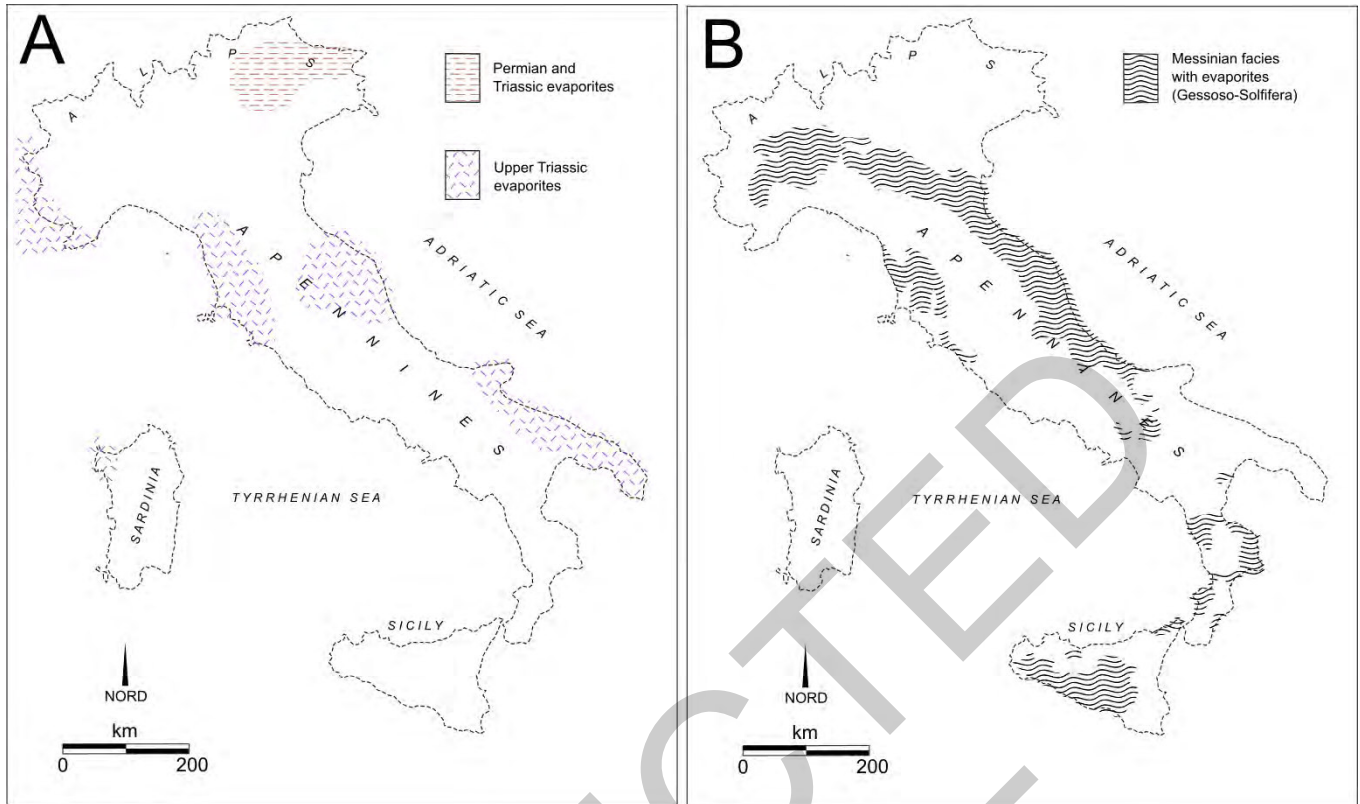 A
A L P S
Permian and
Triassic evaporites
Upper Triassic
evaporites
A P E N N I N E S
ADRIATIC SEA
SARDINIA
TYRRHENIAN SEA
SICILY
NORD
km
0 200
B
A L P S
Messinian facies
with evaporites
(Gessoso-Solfifera)
A P E N N I N E S
ADRIATIC SEA
SARDINIA
TYRRHENIAN SEA
SICILY
NORD
km
0 200
CTED